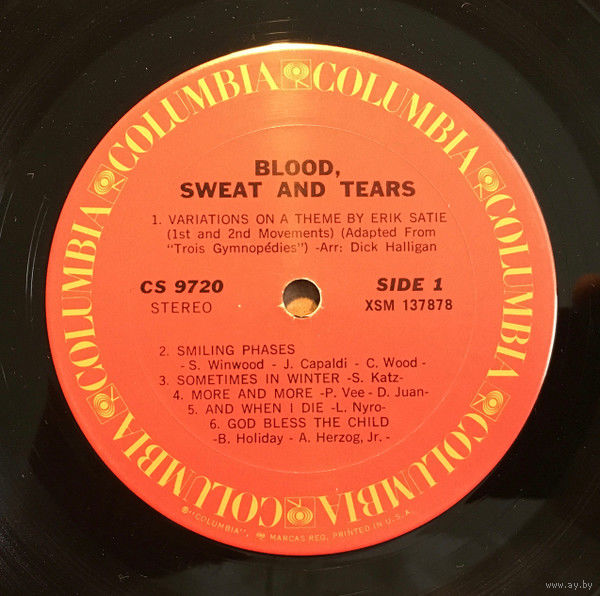 COLUMBIA COLUMBIA COLUMBIA COLUMBIA COLUMBIA COLUMBIA
BLOOD,
SWEAT AND TEARS
1. VARIATIONS ON A THEME BY ERIK SATIE
(1st and 2nd Movements) (Adapted From
"Trois Gymnopédies") -Arr: Dick Halligan
CS 9720
STEREO
SIDE 1
XSM 137878
2. SMILING PHASES
- S. Winwood - J. Capaldi - C. Wood -
3. SOMETIMES IN WINTER -S. Katz-
4. MORE AND MORE -P. Vee - D. Juan-
5. AND WHEN I DIE -L. Nyro-
6. GOD BLESS THE CHILD
-B. Holiday - A. Herzog, Jr. -
®"COLUMBIA", MARCAS REG. PRINTED IN U.S.A.
www.ay.by